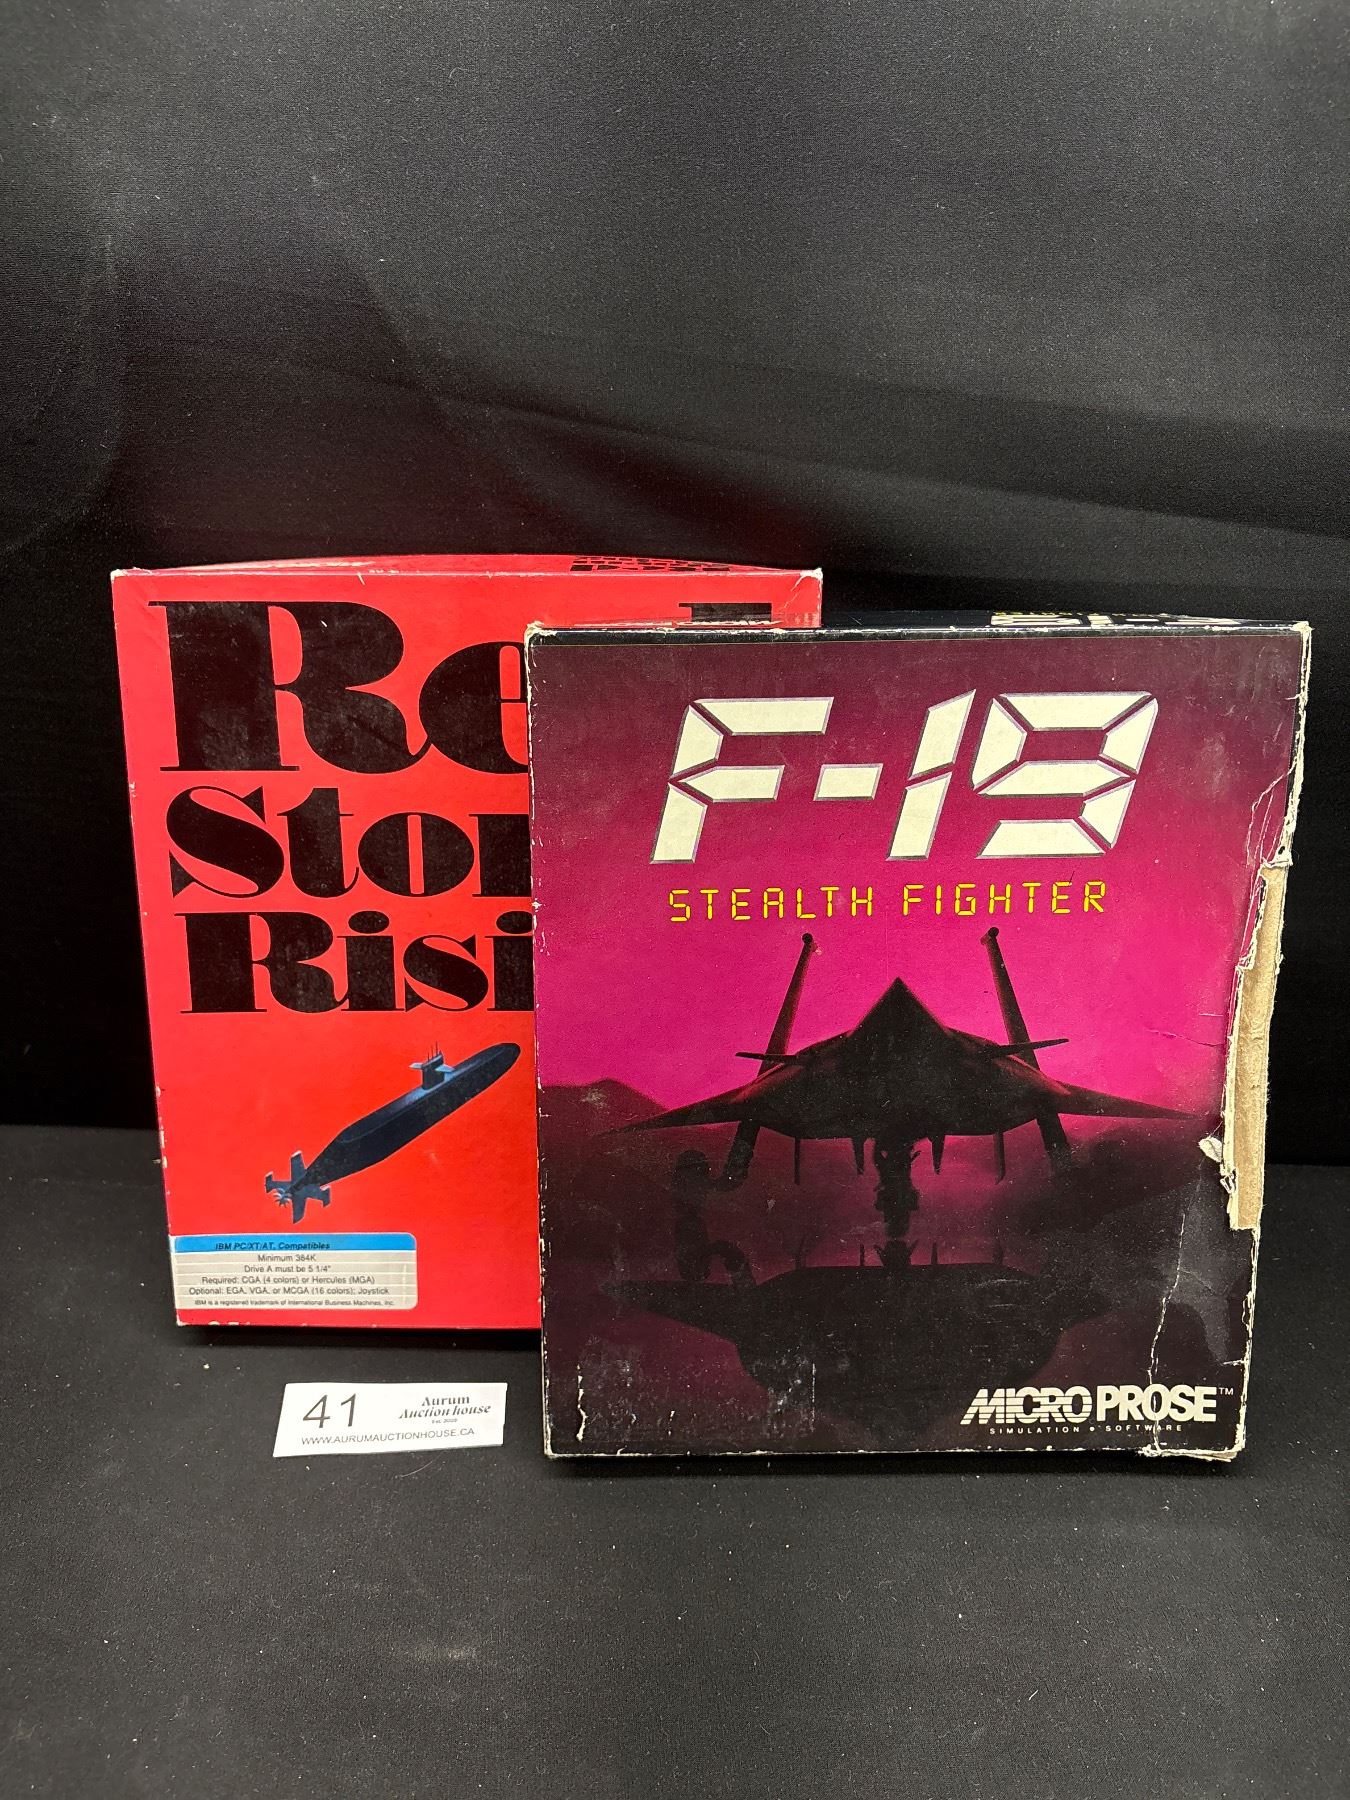 Re
Stor
Risi
IBM PC/XT/AT, Compatibles
Minimum 384K
Drive A must be 5 1/4"
Required: CGA (4 colors) or Hercules (MGA)
Optional: EGA, VGA, or MCGA (16 colors); Joystick
IBM is a registered trademark of International Business Machines, Inc.
F-19
STEALTH FIGHTER
MICROPROSE™
SIMULATION • SOFTWARE
41
Aurum
Auction house
WWW.AURUMAUCTIONHOUSE.CA